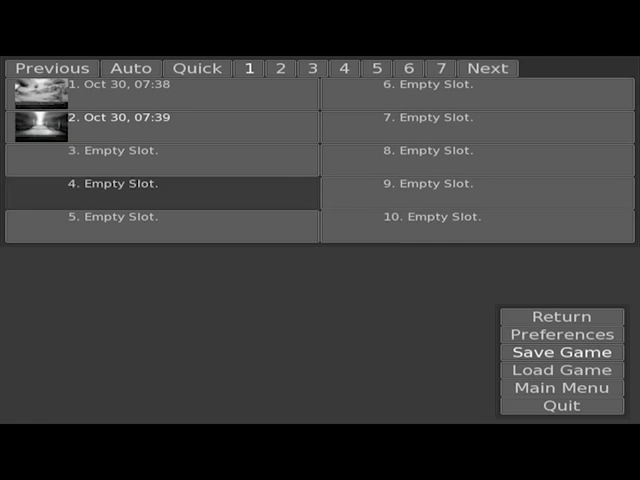 Previous Auto Quick 1 2 3 4 5 6 7 Next
1. Oct 30, 07:38
2. Oct 30, 07:39
3. Empty Slot.
4. Empty Slot.
5. Empty Slot.
6. Empty Slot.
7. Empty Slot.
8. Empty Slot.
9. Empty Slot.
10. Empty Slot.
Return
Preferences
Save Game
Load Game
Main Menu
Quit